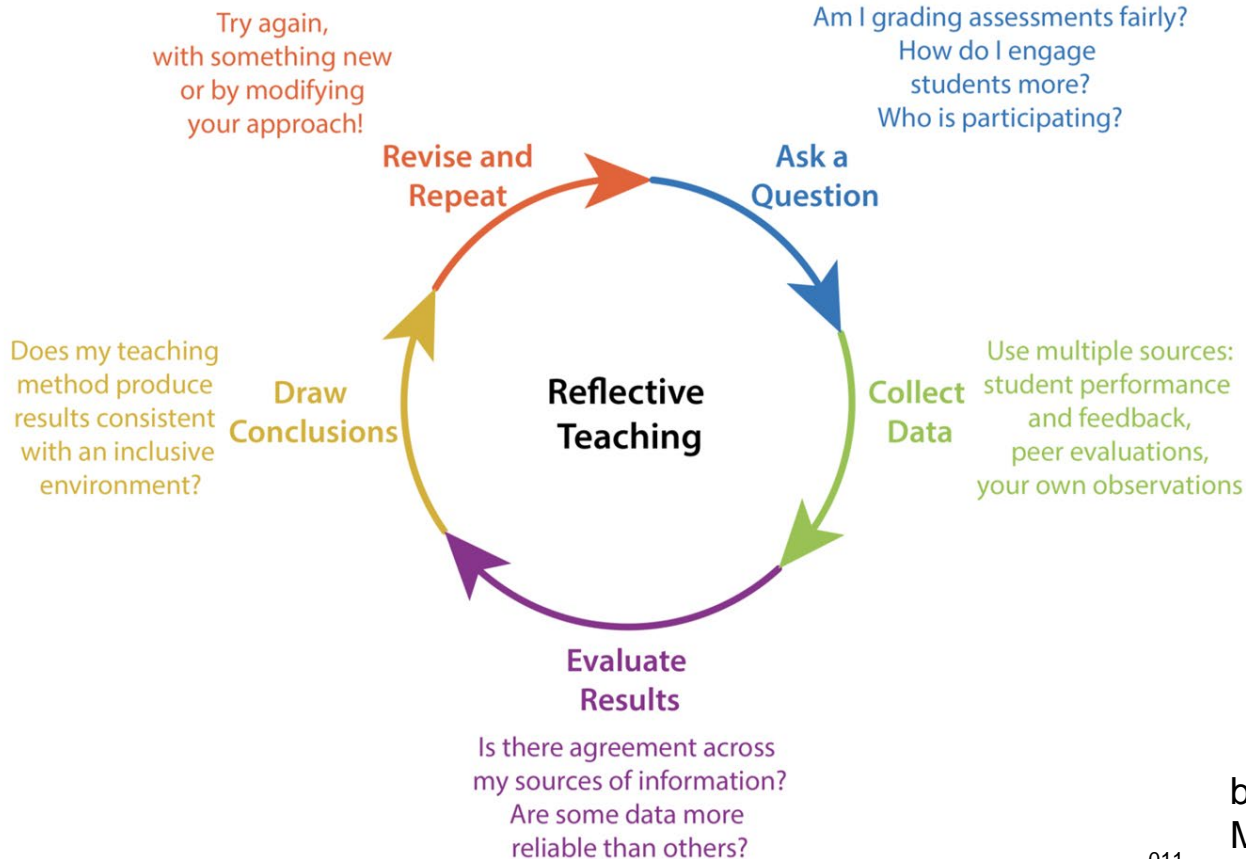 Try again,
with something new
or by modifying
your approach!
Revise and
Repeat
Am I grading assessments fairly?
How do I engage
students more?
Who is participating?
Ask a
Question
Use multiple sources:
student performance
and feedback,
peer evaluations,
your own observations
Collect
Data
Reflective
Teaching
Does my teaching
method produce
results consistent
with an inclusive
environment?
Draw
Conclusions
Evaluate
Results
Is there agreement across
my sources of information?
Are some data more
reliable than others?